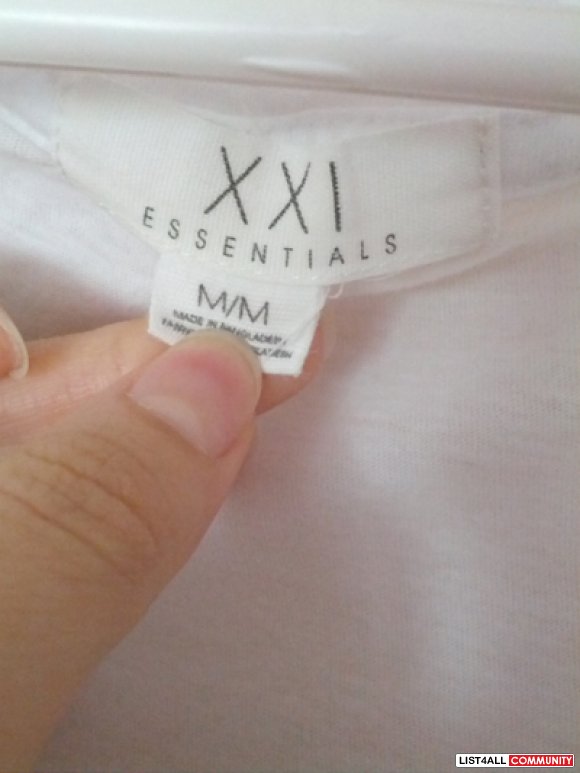 XXI
ESSENTIALS
M/M
MADE IN BANGLADESH
LIST4ALL COMMUNITY